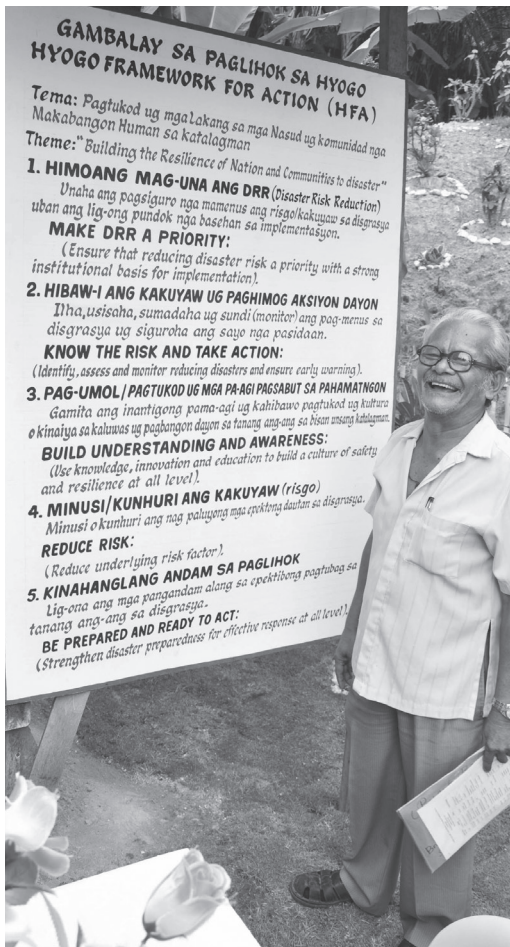 GAMBALAY SA PAGLIHOK SA HYOGO
HYOGO FRAMEWORK FOR ACTION (HFA)
Tema: Pagtukod ug mga lakang sa mga Nasud ug komunidad nga
Makabangon Human sa katalagman
Theme: "Building the Resilience of Nation and Communities to disaster"
1. HIMOANG MAG-UNA ANG DRR (Disaster Risk Reduction)
Unaha ang pagsiguro nga mamenus ang risgo/kakuyaw sa disgrasya
uban ang lig-ong pundok nga basehan sa implementasyon.
MAKE DRR A PRIORITY:
(Ensure that reducing disaster risk a priority with a strong
institutional basis for implementation).
2. HIBAW-I ANG KAKUYAW UG PAGHIMOG AKSIYON DAYON
Ilha, usisaha, sumadaha ug sundi (monitor) ang pag-menus sa
disgrasya ug siguroha ang sayo nga pasidaan.
KNOW THE RISK AND TAKE ACTION:
(Identify, assess and monitor reducing disasters and ensure early warning).
3. PAG-UMOL/PAGTUKOD UG MGA PA-AGI PAGSABUT SA PAHAMATNGON
Gamita ang inantigong pama-agi ug kahibawo pagtukod ug kultura
o kinaiya sa kaluwas ug pagbangon dayon sa tanang ang-ang sa bisan unsang katalagman.
BUILD UNDERSTANDING AND AWARENESS:
(Use knowledge, innovation and education to build a culture of safety
and resilience at all level).
4. MINUSI/KUNHURI ANG KAKUYAW (risgo)
Minusi o kunhuri ang nag paluyong mga epektong dautan sa disgrasya.
REDUCE RISK:
(Reduce underlying risk factor).
5. KINAHANGLANG ANDAM SA PAGLIHOK
Lig-ona ang mga pangandam alang sa epektibong pagtubag sa
tanang ang-ang sa disgrasya.
BE PREPARED AND READY TO ACT:
(Strengthen disaster preparedness for effective response at all level).